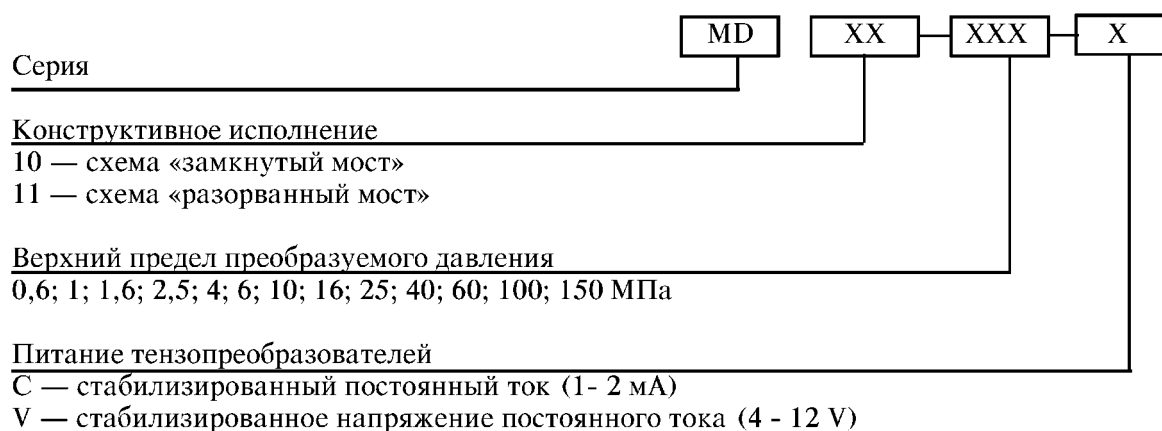 MD XX XXX X
Серия
Конструктивное исполнение
10 — схема «замкнутый мост»
11 — схема «разорванный мост»
Верхний предел преобразуемого давления
0,6; 1; 1,6; 2,5; 4; 6; 10; 16; 25; 40; 60; 100; 150 МПа
Питание тензопреобразователей
С — стабилизированный постоянный ток (1- 2 мА)
V — стабилизированное напряжение постоянного тока (4 - 12 V)